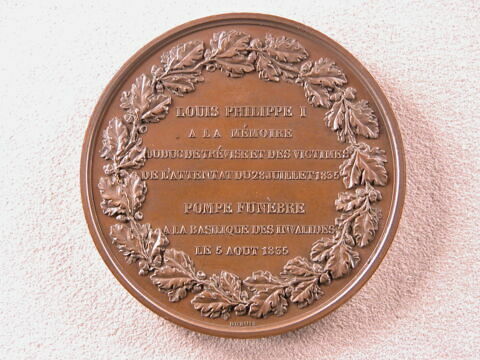 LOUIS PHILIPPE I
A LA MÉMOIRE
DU DUC DE TRÉVISE ET DES VICTIMES
DE L'ATTENTAT DU 28 JUILLET 1835
POMPE FUNÈBRE
A LA BASILIQUE DES INVALIDES
LE 5 AOUT 1835